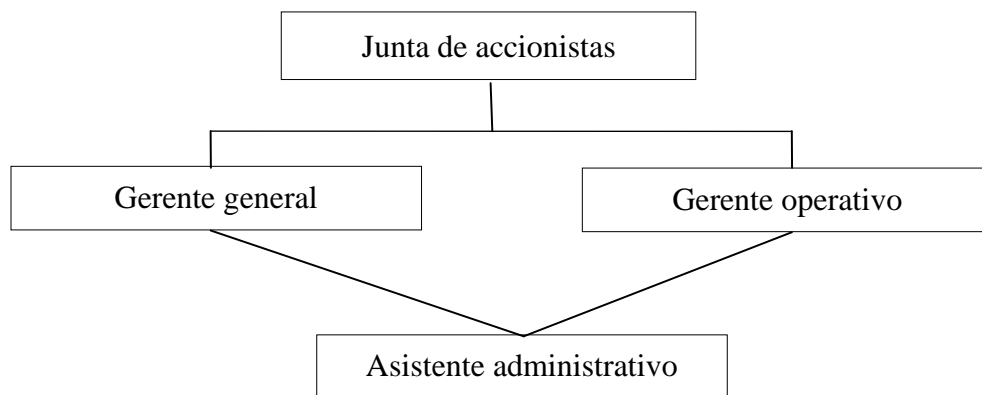 Junta de accionistas
Gerente general
Gerente operativo
Asistente administrativo